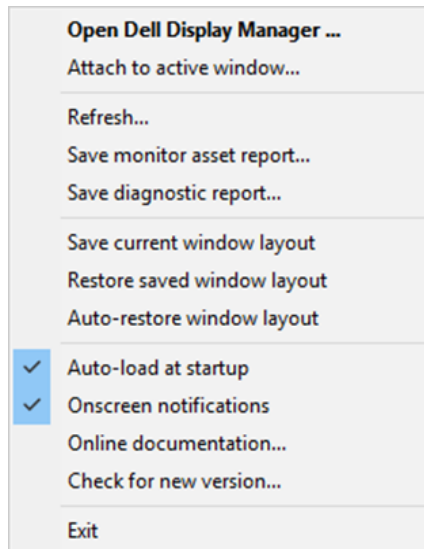 Open Dell Display Manager ...
Attach to active window...
Refresh...
Save monitor asset report...
Save diagnostic report...
Save current window layout
Restore saved window layout
Auto-restore window layout
Auto-load at startup
Onscreen notifications
Online documentation...
Check for new version...
Exit